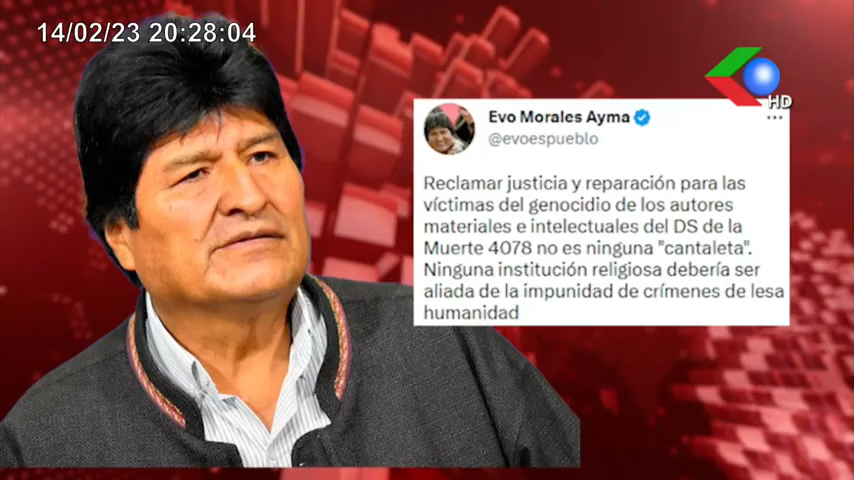 14/02/23 20:28:04
HD
Evo Morales Ayma
@evoespueblo
Reclamar justicia y reparación para las
víctimas del genocidio de los autores
materiales e intelectuales del DS de la
Muerte 4078 no es ninguna "cantaleta".
Ninguna institución religiosa debería ser
aliada de la impunidad de crímenes de lesa
humanidad